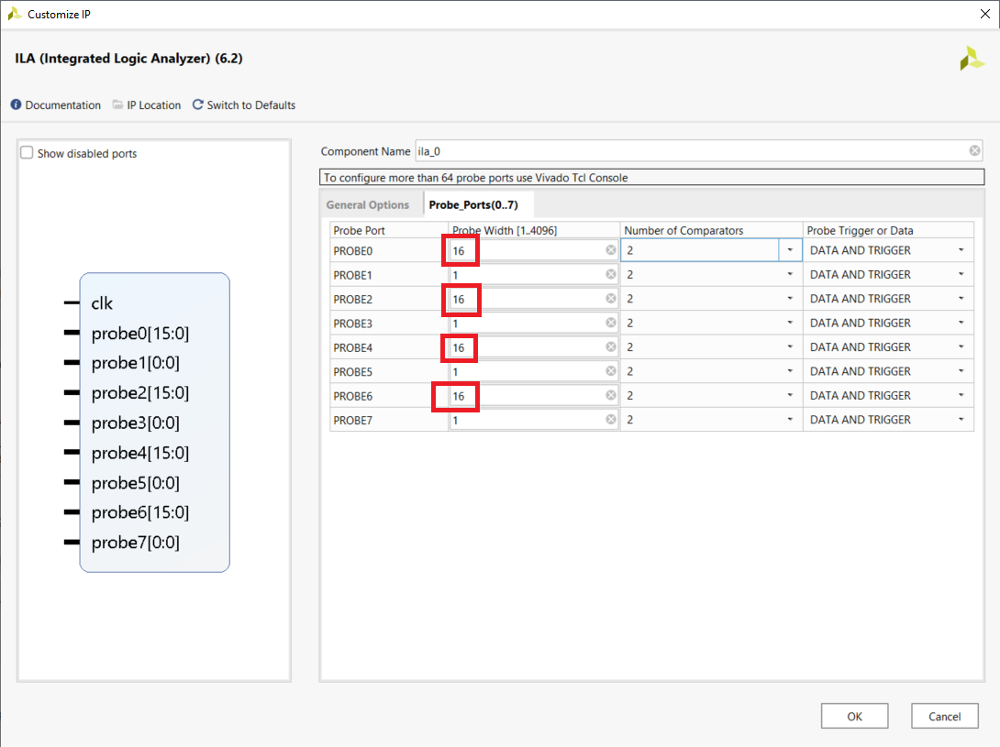 Customize IP
ILA (Integrated Logic Analyzer) (6.2)
Documentation IP Location Switch to Defaults
Show disabled ports
clk
probe0[15:0]
probe1[0:0]
probe2[15:0]
probe3[0:0]
probe4[15:0]
probe5[0:0]
probe6[15:0]
probe7[0:0]
Component Name ila_0
To configure more than 64 probe ports use Vivado Tcl Console
General Options Probe_Ports(0..7)
Probe Port Probe Width [1..4096] Number of Comparators Probe Trigger or Data
PROBE0 16 2 DATA AND TRIGGER
PROBE1 1 2 DATA AND TRIGGER
PROBE2 16 2 DATA AND TRIGGER
PROBE3 1 2 DATA AND TRIGGER
PROBE4 16 2 DATA AND TRIGGER
PROBE5 1 2 DATA AND TRIGGER
PROBE6 16 2 DATA AND TRIGGER
PROBE7 1 2 DATA AND TRIGGER
OK Cancel